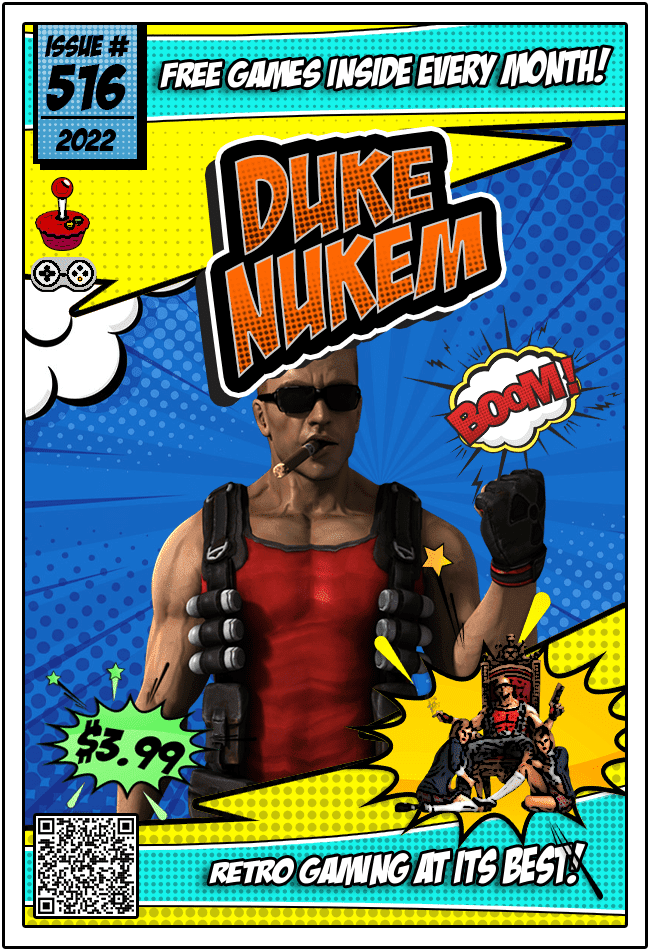 ISSUE #
516
2022
FREE GAMES INSIDE EVERY MONTH!
DUKE
NUKEM
BOOM!
$3.99
RETRO GAMING AT ITS BEST!